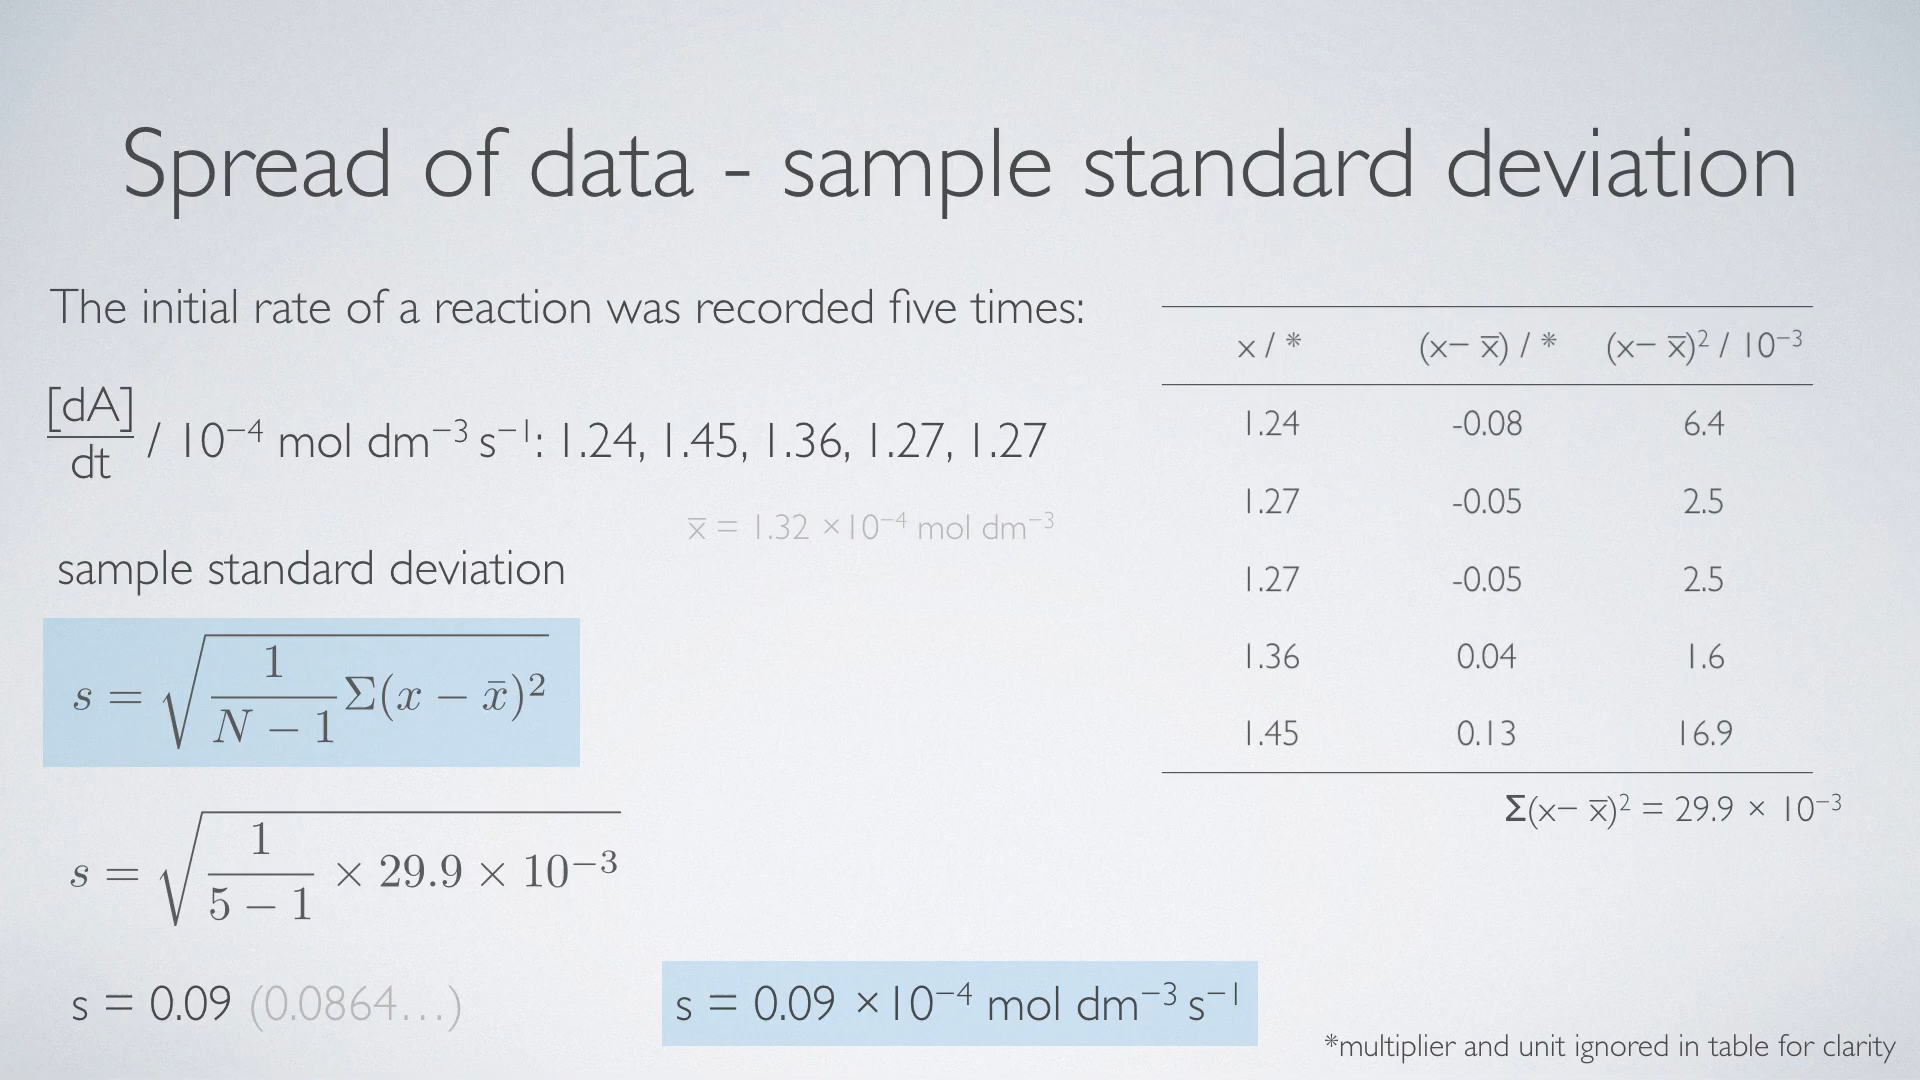 Spread of data - sample standard deviation
The initial rate of a reaction was recorded five times:
[dA]
dt
/ 10⁻⁴ mol dm⁻³ s⁻¹: 1.24, 1.45, 1.36, 1.27, 1.27
x̅ = 1.32 ×10⁻⁴ mol dm⁻³
sample standard deviation
s = √ 1 / (N − 1) Σ(x − x̄)²
s = √ 1 / (5 − 1) × 29.9 × 10⁻³
s = 0.09 (0.0864...)
s = 0.09 ×10⁻⁴ mol dm⁻³ s⁻¹
x / * (x− x̅) / * (x− x̅)² / 10⁻³
1.24 -0.08 6.4
1.27 -0.05 2.5
1.27 -0.05 2.5
1.36 0.04 1.6
1.45 0.13 16.9
Σ(x− x̅)² = 29.9 × 10⁻³
*multiplier and unit ignored in table for clarity